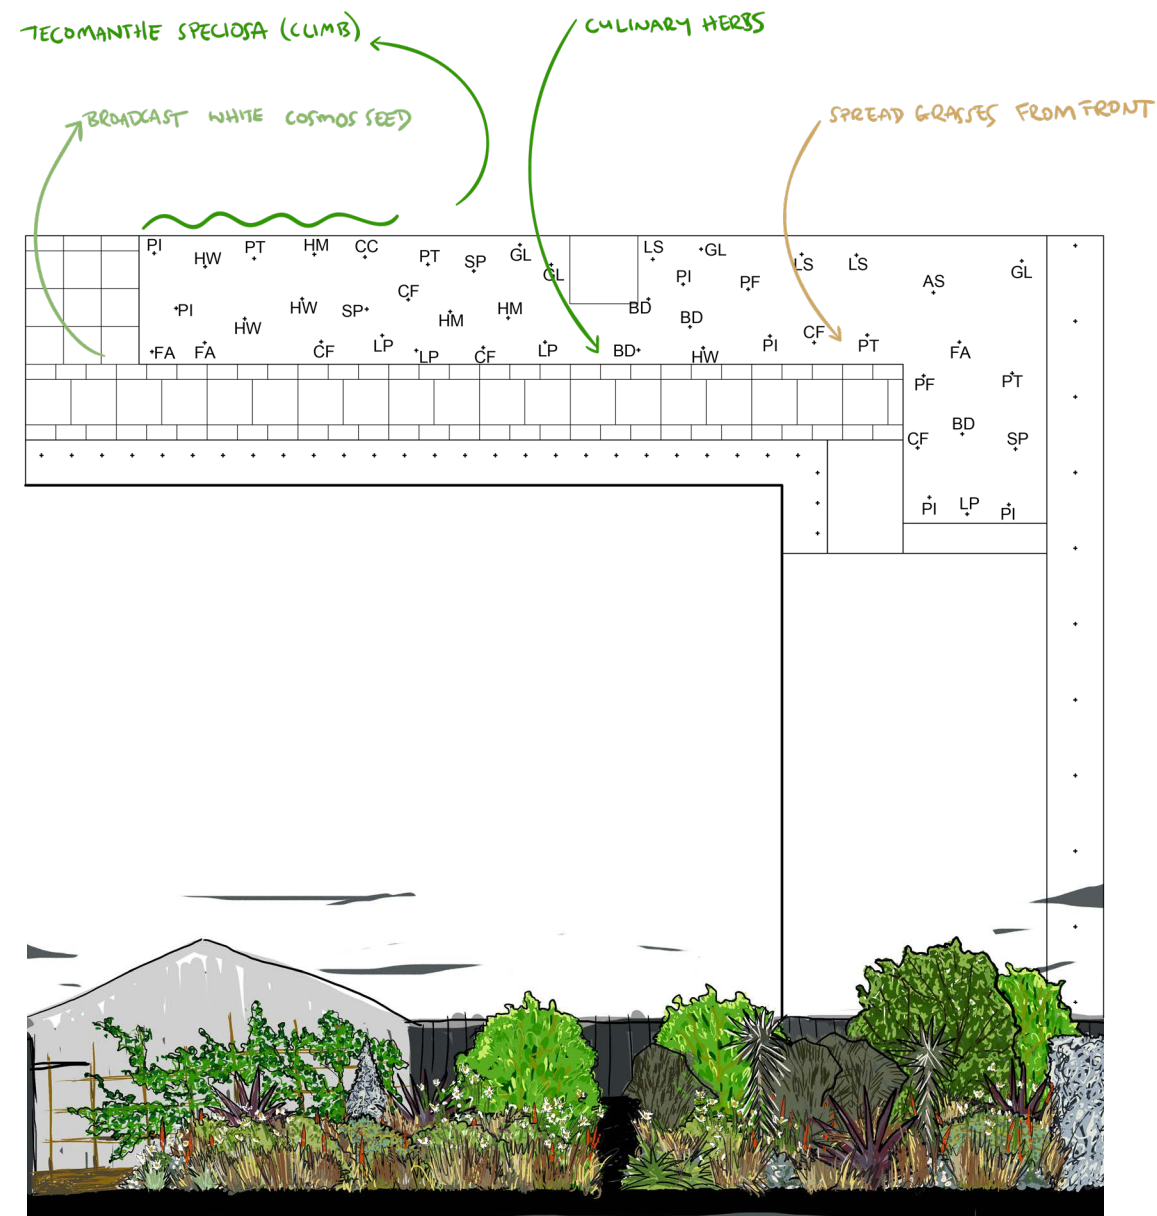 TECOMANTHE SPECIOSA (CLIMB)
CULINARY HERBS
BROADCAST WHITE COSMOS SEED
SPREAD GRASSES FROM FRONT
PI HW PT HM CC PT SP GL GL LS GL PI PF LS LS AS GL
PI HW HW SP CF HM HM BD BD
FA FA CF LP LP CF LP BD HW PI CF PT FA
PF PT
CF BD SP
PI LP PI